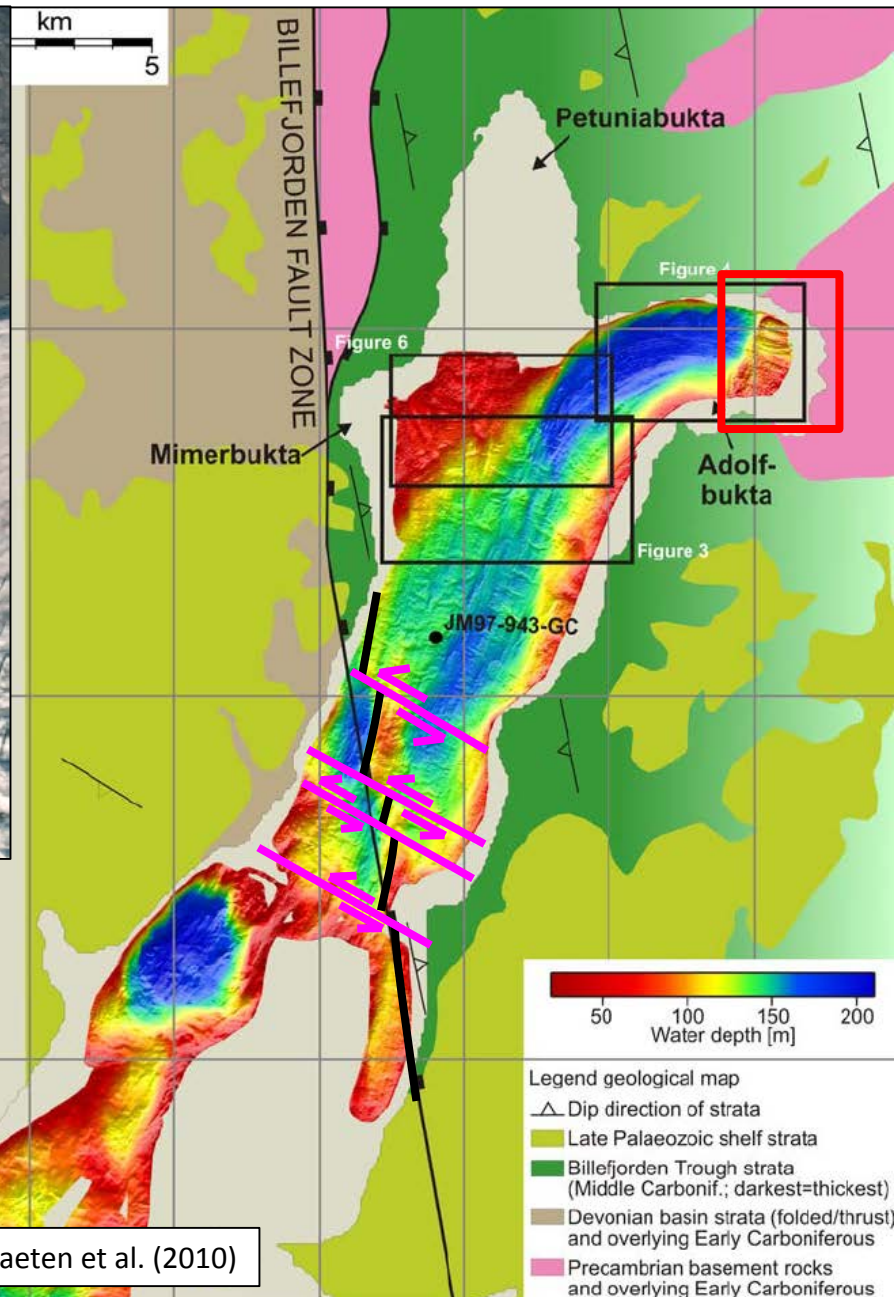 km
5
BILLEFJORDEN FAULT ZONE
Petuniabukta
Figure 4
Figure 6
Mimerbukta
Adolf-
bukta
Figure 3
JM97-943-GC
50 100 150 200
Water depth [m]
Legend geological map
Dip direction of strata
Late Palaeozoic shelf strata
Billefjorden Trough strata
(Middle Carbonif.; darkest=thickest)
Devonian basin strata (folded/thrust)
and overlying Early Carboniferous
Precambrian basement rocks
and overlying Early Carboniferous
aeten et al. (2010)